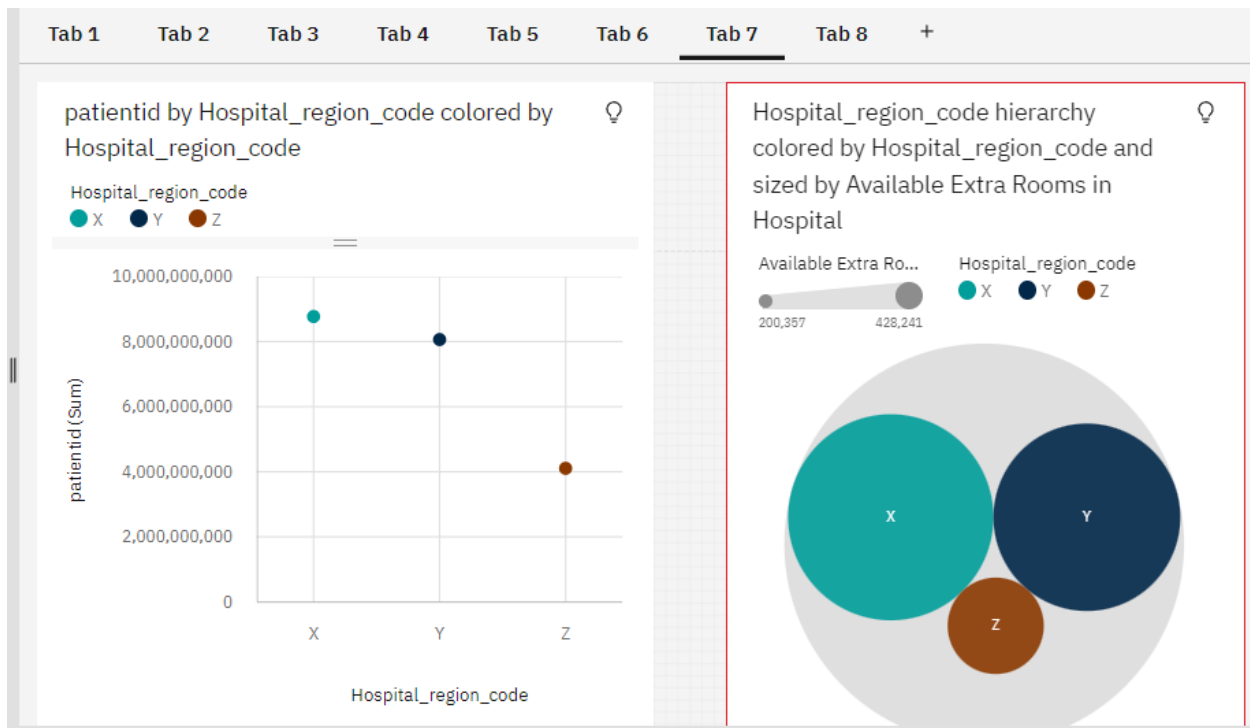 Tab 1 Tab 2 Tab 3 Tab 4 Tab 5 Tab 6 Tab 7 Tab 8 +
patientid by Hospital_region_code colored by
Hospital_region_code
Hospital_region_code
X Y Z
10,000,000,000
8,000,000,000
6,000,000,000
4,000,000,000
2,000,000,000
0
patientid (Sum)
X Y Z
Hospital_region_code
Hospital_region_code hierarchy
colored by Hospital_region_code and
sized by Available Extra Rooms in
Hospital
Available Extra Ro...
200,357 428,241
Hospital_region_code
X Y Z
X
Y
Z